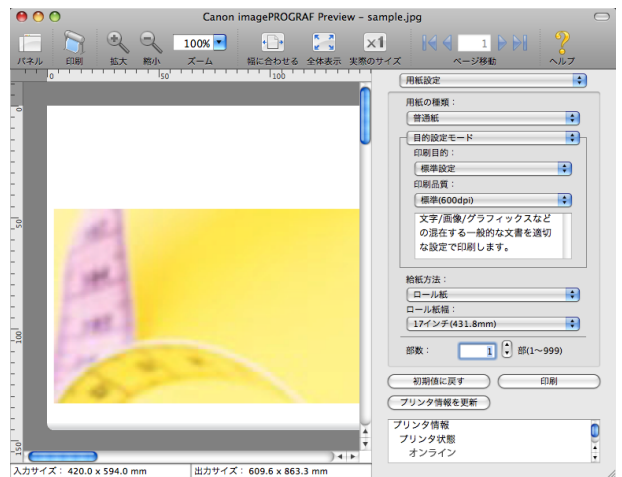 Canon imagePROGRAF Preview – sample.jpg
100%
×1
1
?
パネル 印刷 拡大 縮小 ズーム 幅に合わせる 全体表示 実際のサイズ ページ移動 ヘルプ
0 50 100
0
50
100
150
用紙設定
用紙の種類：
普通紙
目的設定モード
印刷目的：
標準設定
印刷品質：
標準(600dpi)
文字/画像/グラフィックスなど
の混在する一般的な文書を適切
な設定で印刷します。
給紙方法：
ロール紙
ロール紙幅：
17インチ(431.8mm)
部数： 1 部(1〜999)
初期値に戻す 印刷
プリンタ情報を更新
プリンタ情報
プリンタ状態
オンライン
入力サイズ： 420.0 x 594.0 mm 出力サイズ： 609.6 x 863.3 mm